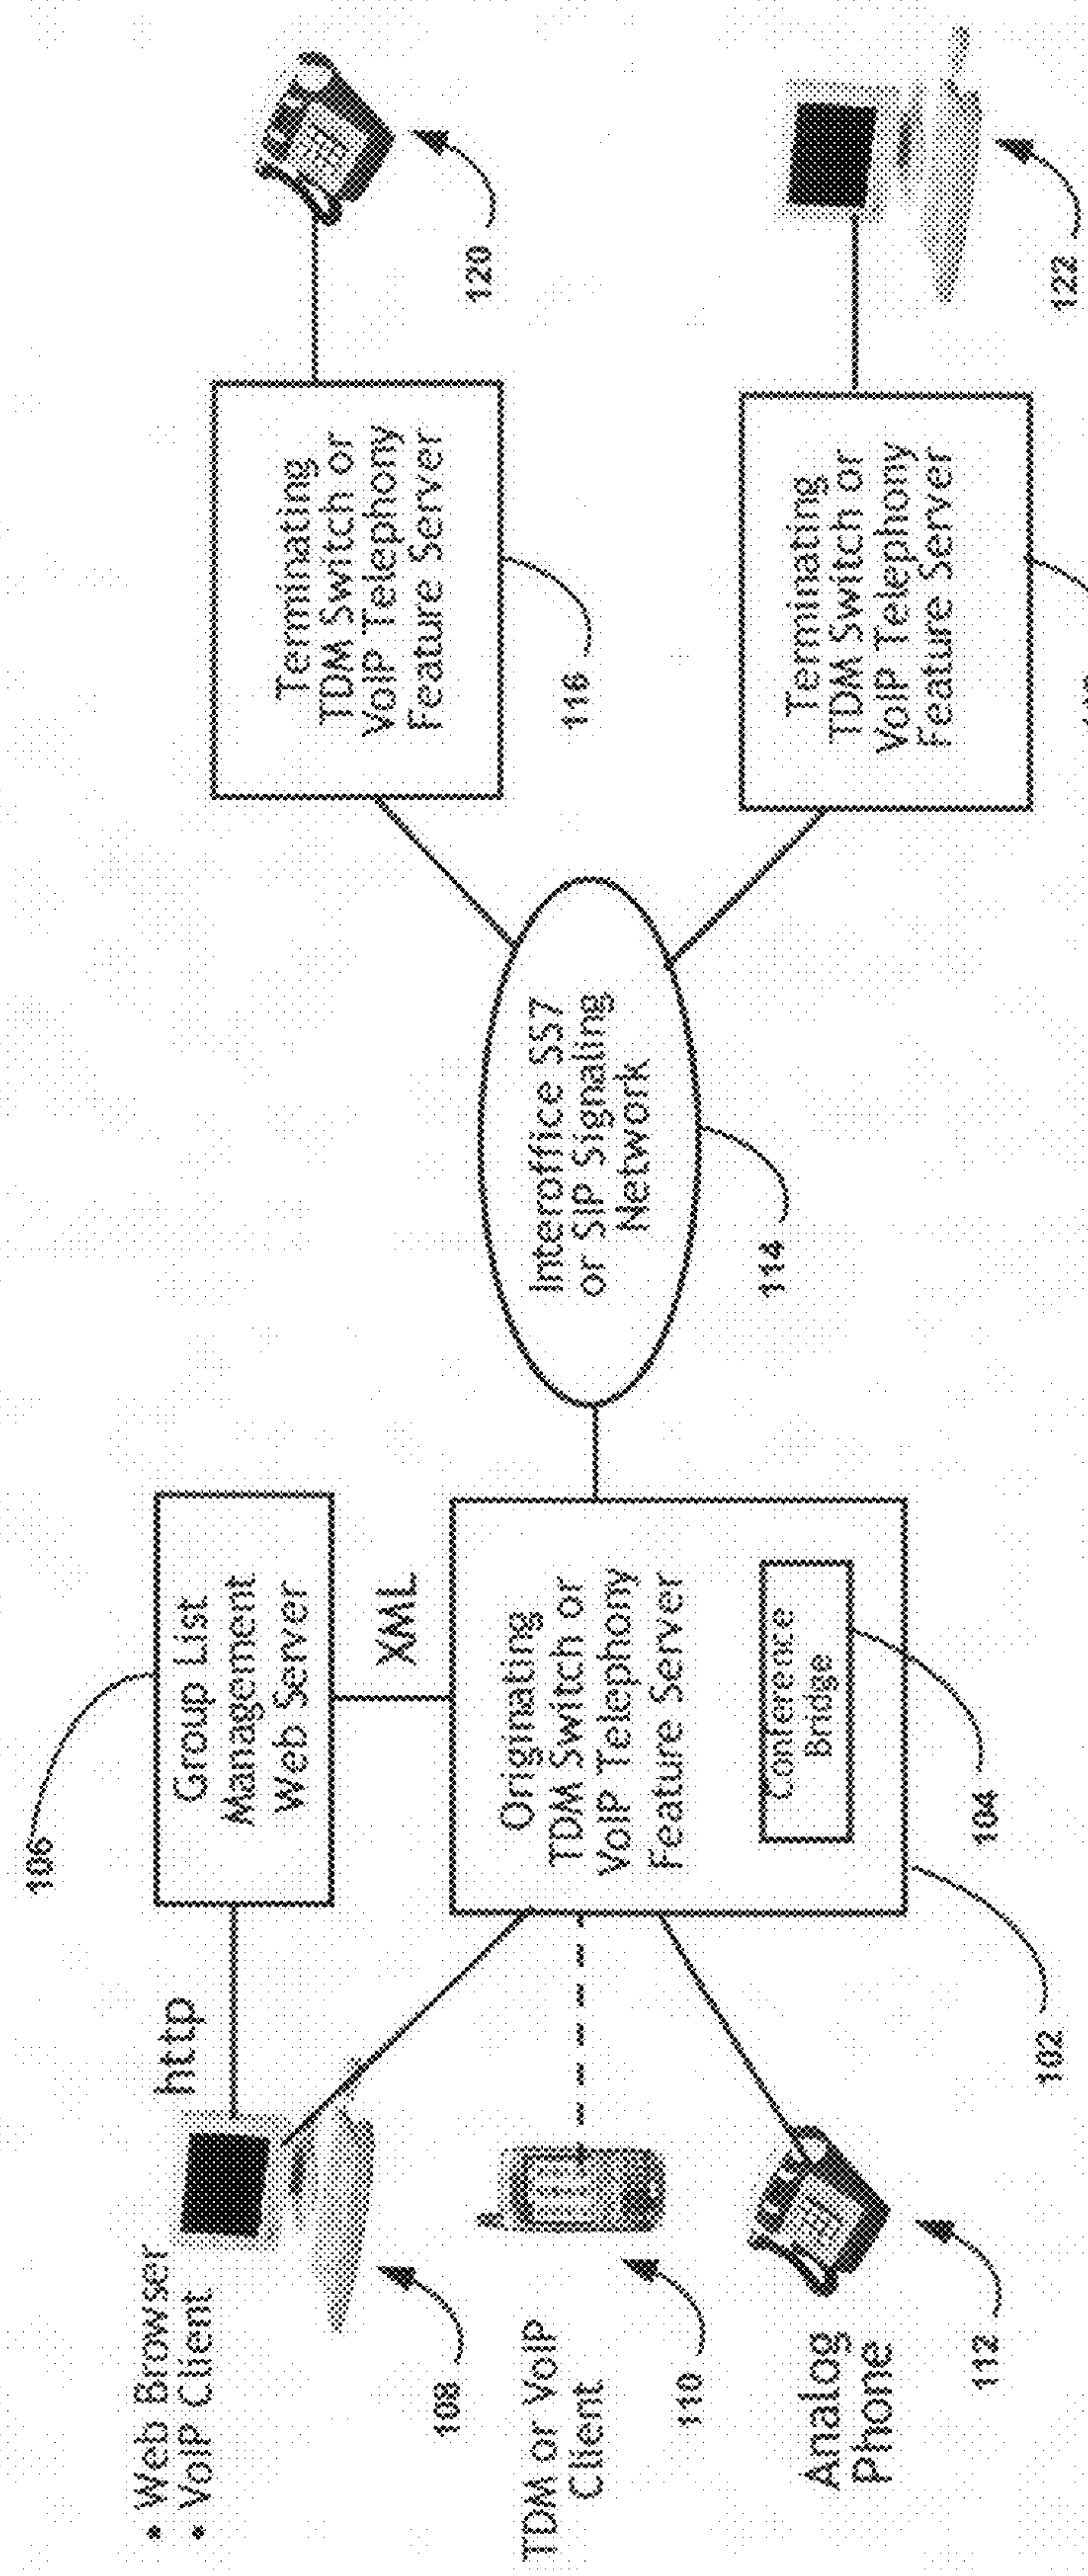 • Web Browser
• VoIP Client
108
http
106
Group List
Management
Web Server
XML
TDM or VoIP
Client
110
Analog
Phone
112
Originating
TDM Switch or
VoIP Telephony
Feature Server
Conference
Bridge
104
102
Interoffice SS7
or SIP Signaling
Network
114
Terminating
TDM Switch or
VoIP Telephony
Feature Server
116
120
Terminating
TDM Switch or
VoIP Telephony
Feature Server
122